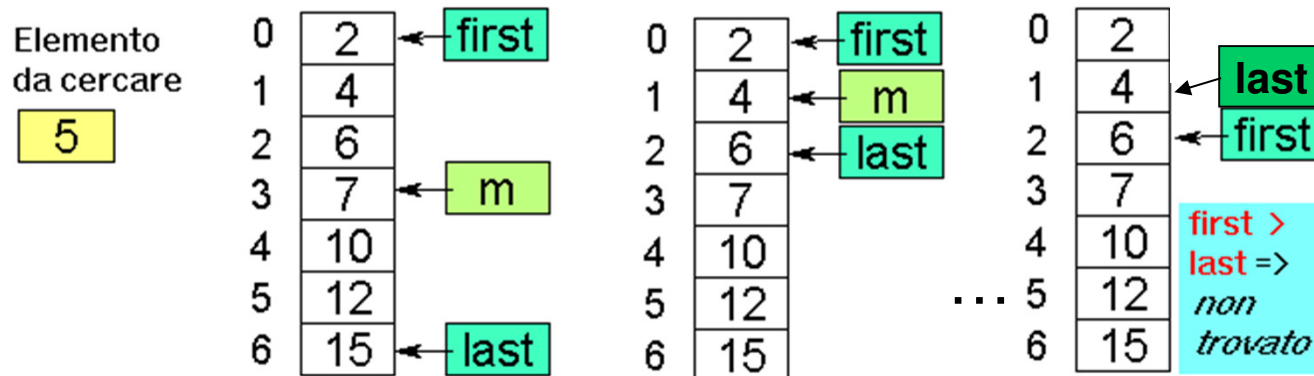 Elemento
da cercare
5
0 2 first
1 4
2 6
3 7 m
4 10
5 12
6 15 last
0 2 first
1 4 m
2 6 last
3 7
4 10
5 12
6 15
...
0 2
1 4 last
2 6 first
3 7
4 10
5 12
6 15
first >
last =>
non
trovato